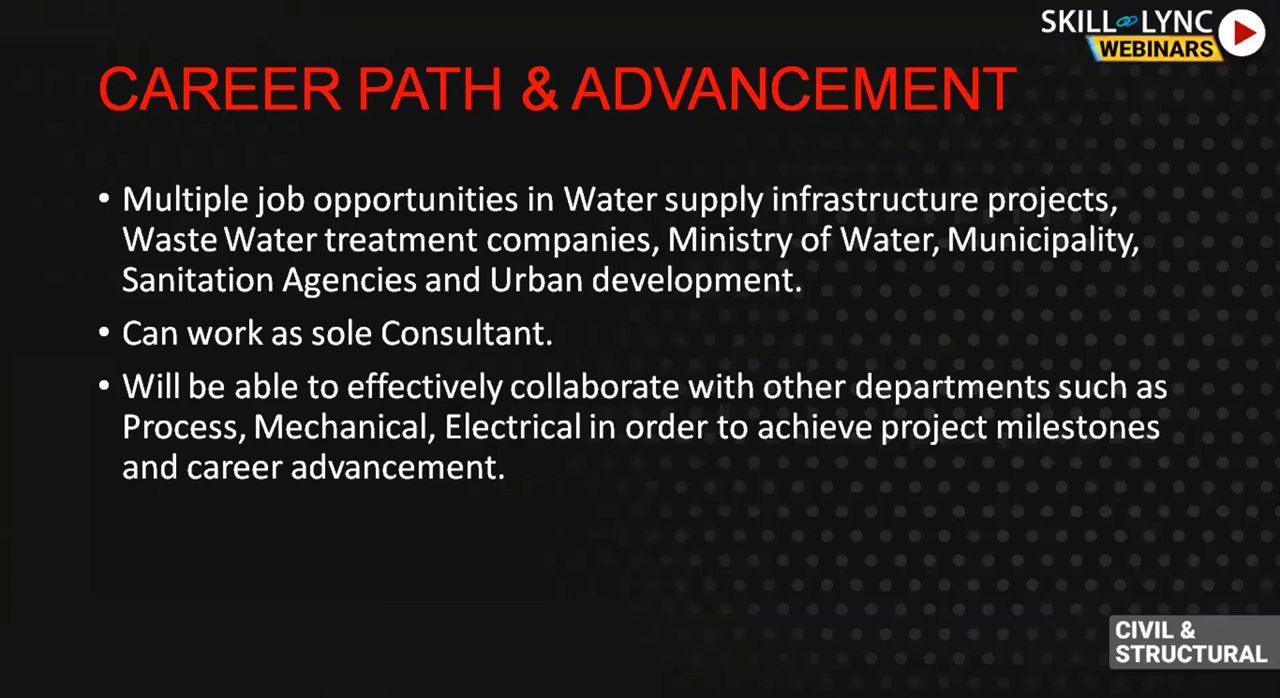 SKILL LYNC
WEBINARS
CAREER PATH & ADVANCEMENT
• Multiple job opportunities in Water supply infrastructure projects,
Waste Water treatment companies, Ministry of Water, Municipality,
Sanitation Agencies and Urban development.
• Can work as sole Consultant.
• Will be able to effectively collaborate with other departments such as
Process, Mechanical, Electrical in order to achieve project milestones
and career advancement.
CIVIL &
STRUCTURAL